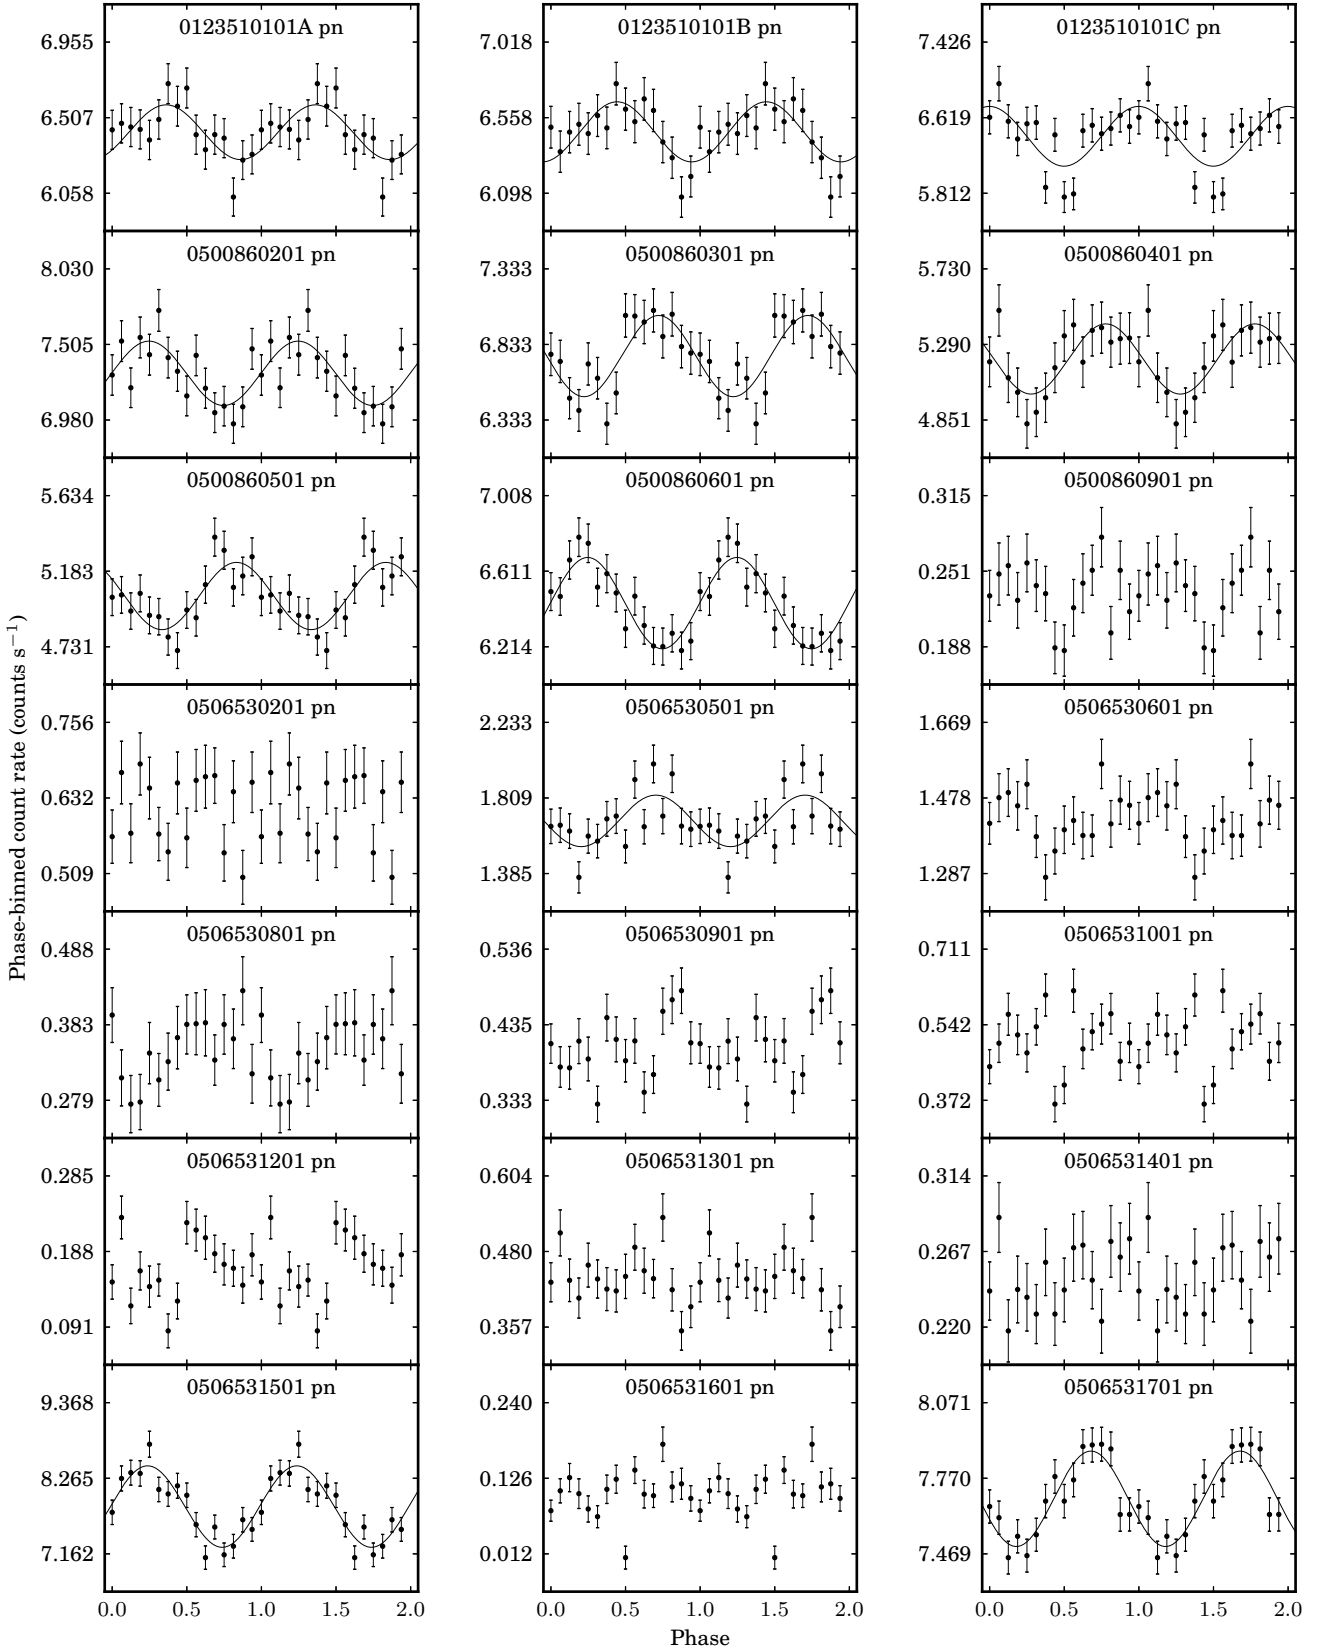 0123510101A pn
6.955
6.507
6.058
0123510101B pn
7.018
6.558
6.098
0123510101C pn
7.426
6.619
5.812
0500860201 pn
8.030
7.505
6.980
0500860301 pn
7.333
6.833
6.333
0500860401 pn
5.730
5.290
4.851
0500860501 pn
5.634
5.183
4.731
0500860601 pn
7.008
6.611
6.214
0500860901 pn
0.315
0.251
0.188
Phase-binned count rate (counts s⁻¹)
0506530201 pn
0.756
0.632
0.509
0506530501 pn
2.233
1.809
1.385
0506530601 pn
1.669
1.478
1.287
0506530801 pn
0.488
0.383
0.279
0506530901 pn
0.536
0.435
0.333
0506531001 pn
0.711
0.542
0.372
0506531201 pn
0.285
0.188
0.091
0506531301 pn
0.604
0.480
0.357
0506531401 pn
0.314
0.267
0.220
0506531501 pn
9.368
8.265
7.162
0506531601 pn
0.240
0.126
0.012
0506531701 pn
8.071
7.770
7.469
0.0 0.5 1.0 1.5 2.0
0.0 0.5 1.0 1.5 2.0
0.0 0.5 1.0 1.5 2.0
Phase